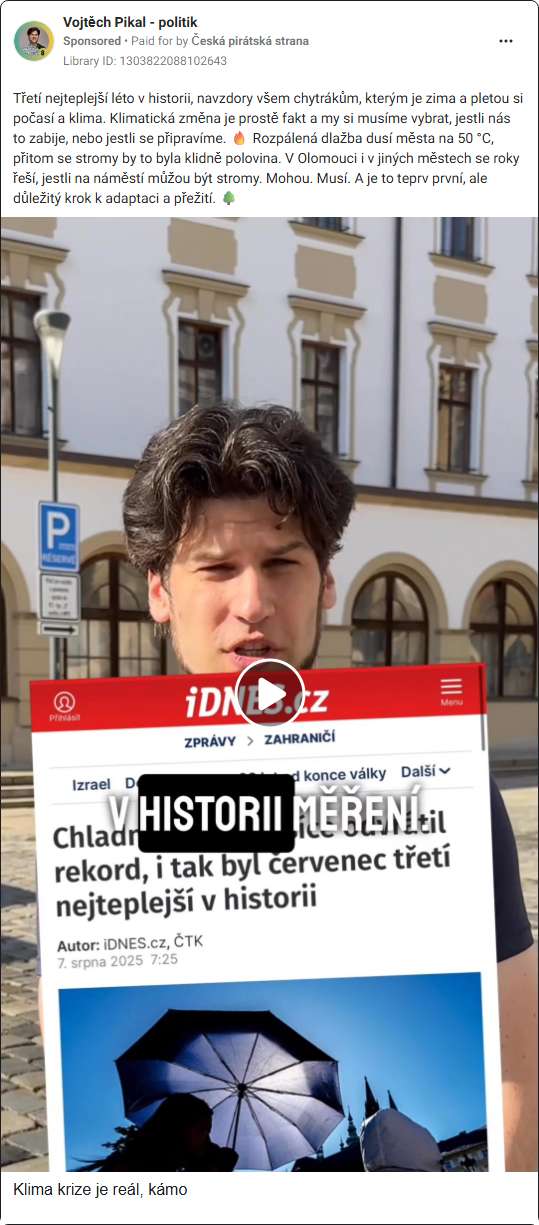 Vojtěch Pikal - politik
Sponsored • Paid for by Česká pirátská strana
Library ID: 1303822088102643
Třetí nejteplejší léto v historii, navzdory všem chytrákům, kterým je zima a pletou si
počasí a klima. Klimatická změna je prostě fakt a my si musíme vybrat, jestli nás
to zabije, nebo jestli se připravíme. 🔥 Rozpálená dlažba dusí města na 50 °C,
přitom se stromy by to byla klidně polovina. V Olomouci i v jiných městech se roky
řeší, jestli na náměstí můžou být stromy. Mohou. Musí. A je to teprv první, ale
důležitý krok k adaptaci a přežití. 🌲
P
RÉSERVÉ
Přihlásit
iDNES.cz
Menu
ZPRÁVY > ZAHRANIČÍ
Izrael
konce války
Další
V HISTORII MĚŘENÍ
rekord, i tak byl červenec třetí
nejteplejší v historii
Autor: iDNES.cz, ČTK
7. srpna 2025 7:25
Klima krize je reál, kámo